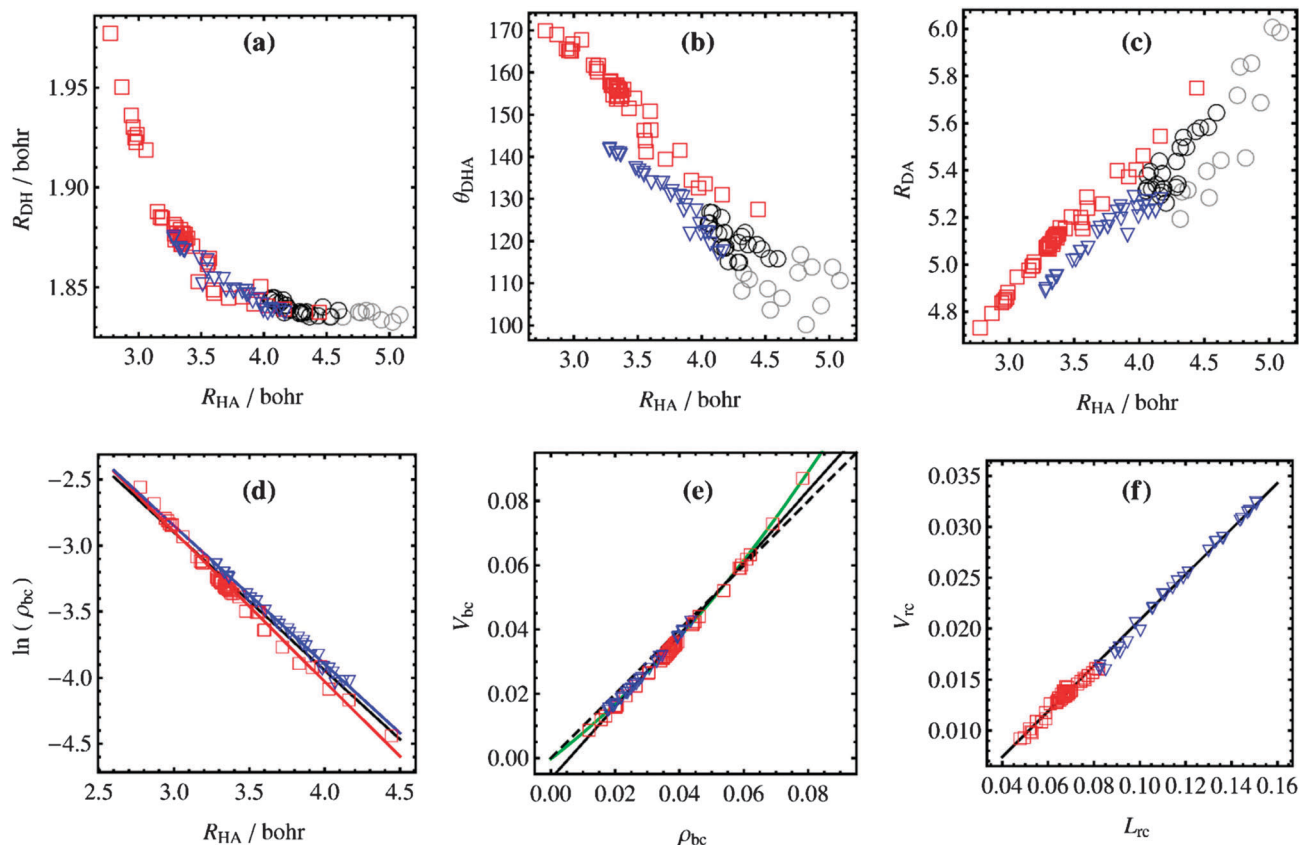 (a)
R_DH / bohr
1.95
1.90
1.85
3.0 3.5 4.0 4.5 5.0
R_HA / bohr
(b)
θ_DHA
170
160
150
140
130
120
110
100
3.0 3.5 4.0 4.5 5.0
R_HA / bohr
(c)
R_DA
6.0
5.8
5.6
5.4
5.2
5.0
4.8
3.0 3.5 4.0 4.5 5.0
R_HA / bohr
(d)
ln ( ρ_bc)
−2.5
−3.0
−3.5
−4.0
−4.5
2.5 3.0 3.5 4.0 4.5
R_HA / bohr
(e)
V_bc
0.08
0.06
0.04
0.02
0.00
0.00 0.02 0.04 0.06 0.08
ρ_bc
(f)
V_rc
0.035
0.030
0.025
0.020
0.015
0.010
0.04 0.06 0.08 0.10 0.12 0.14 0.16
L_rc